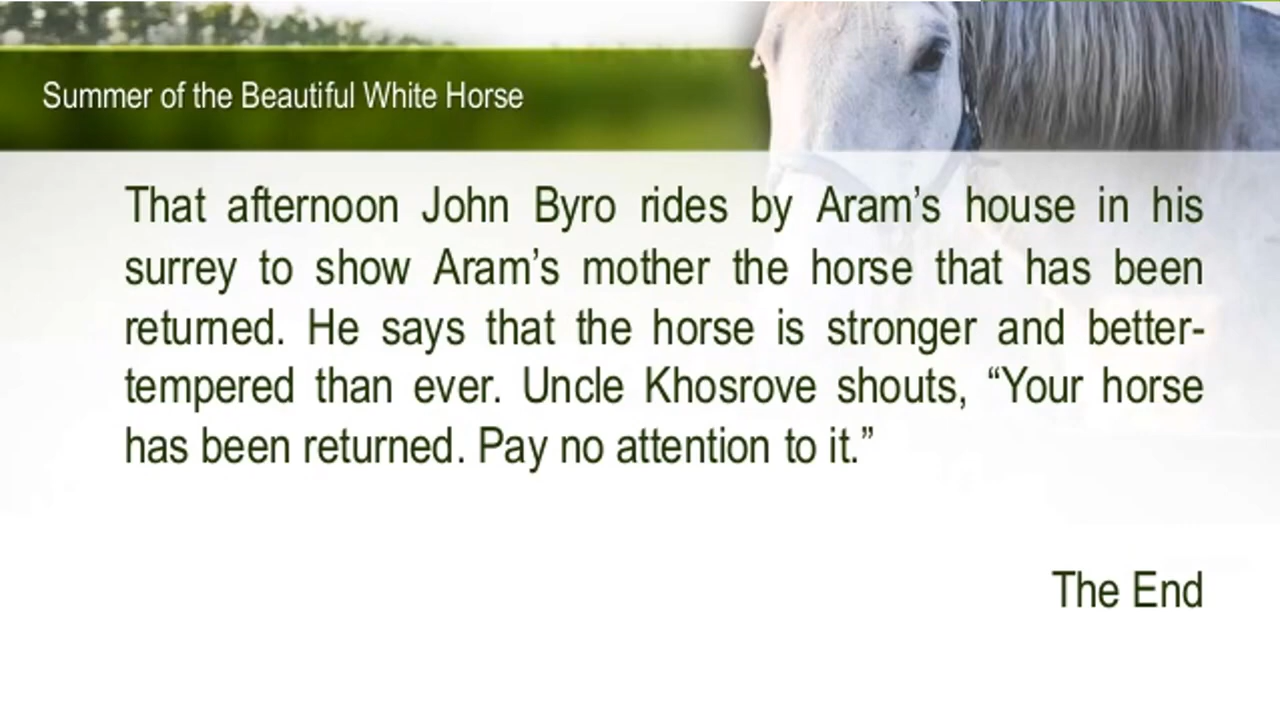 Summer of the Beautiful White Horse
That afternoon John Byro rides by Aram’s house in his
surrey to show Aram’s mother the horse that has been
returned. He says that the horse is stronger and better-
tempered than ever. Uncle Khosrove shouts, “Your horse
has been returned. Pay no attention to it.”
The End